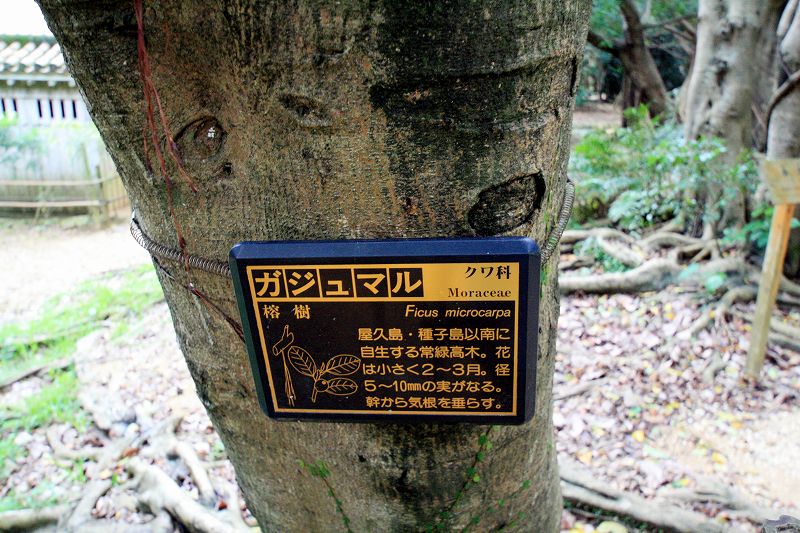 ガジュマル
クワ科
Moraceae
榕樹
Ficus microcarpa
屋久島・種子島以南に
自生する常緑高木。花
は小さく2～3月。径
5～10㎜の実がなる。
幹から気根を垂らす。